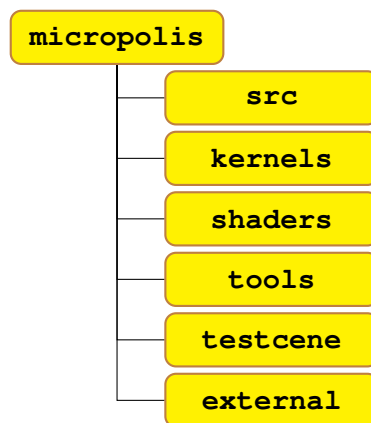 micropolis
src
kernels
shaders
tools
testcene
external